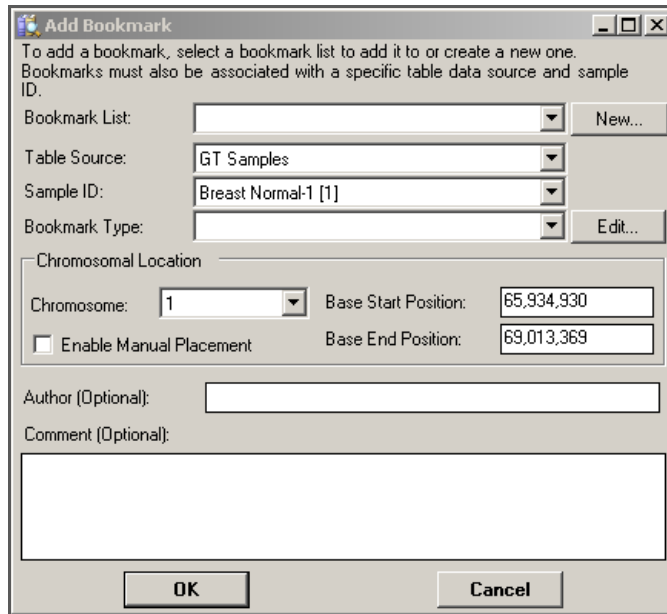 Add Bookmark
To add a bookmark, select a bookmark list to add it to or create a new one.
Bookmarks must also be associated with a specific table data source and sample
ID.
Bookmark List: New...
Table Source: GT Samples
Sample ID: Breast Normal-1 [1]
Bookmark Type: Edit...
Chromosomal Location
Chromosome: 1 Base Start Position: 65,934,930
Enable Manual Placement Base End Position: 69,013,369
Author (Optional):
Comment (Optional):
OK Cancel